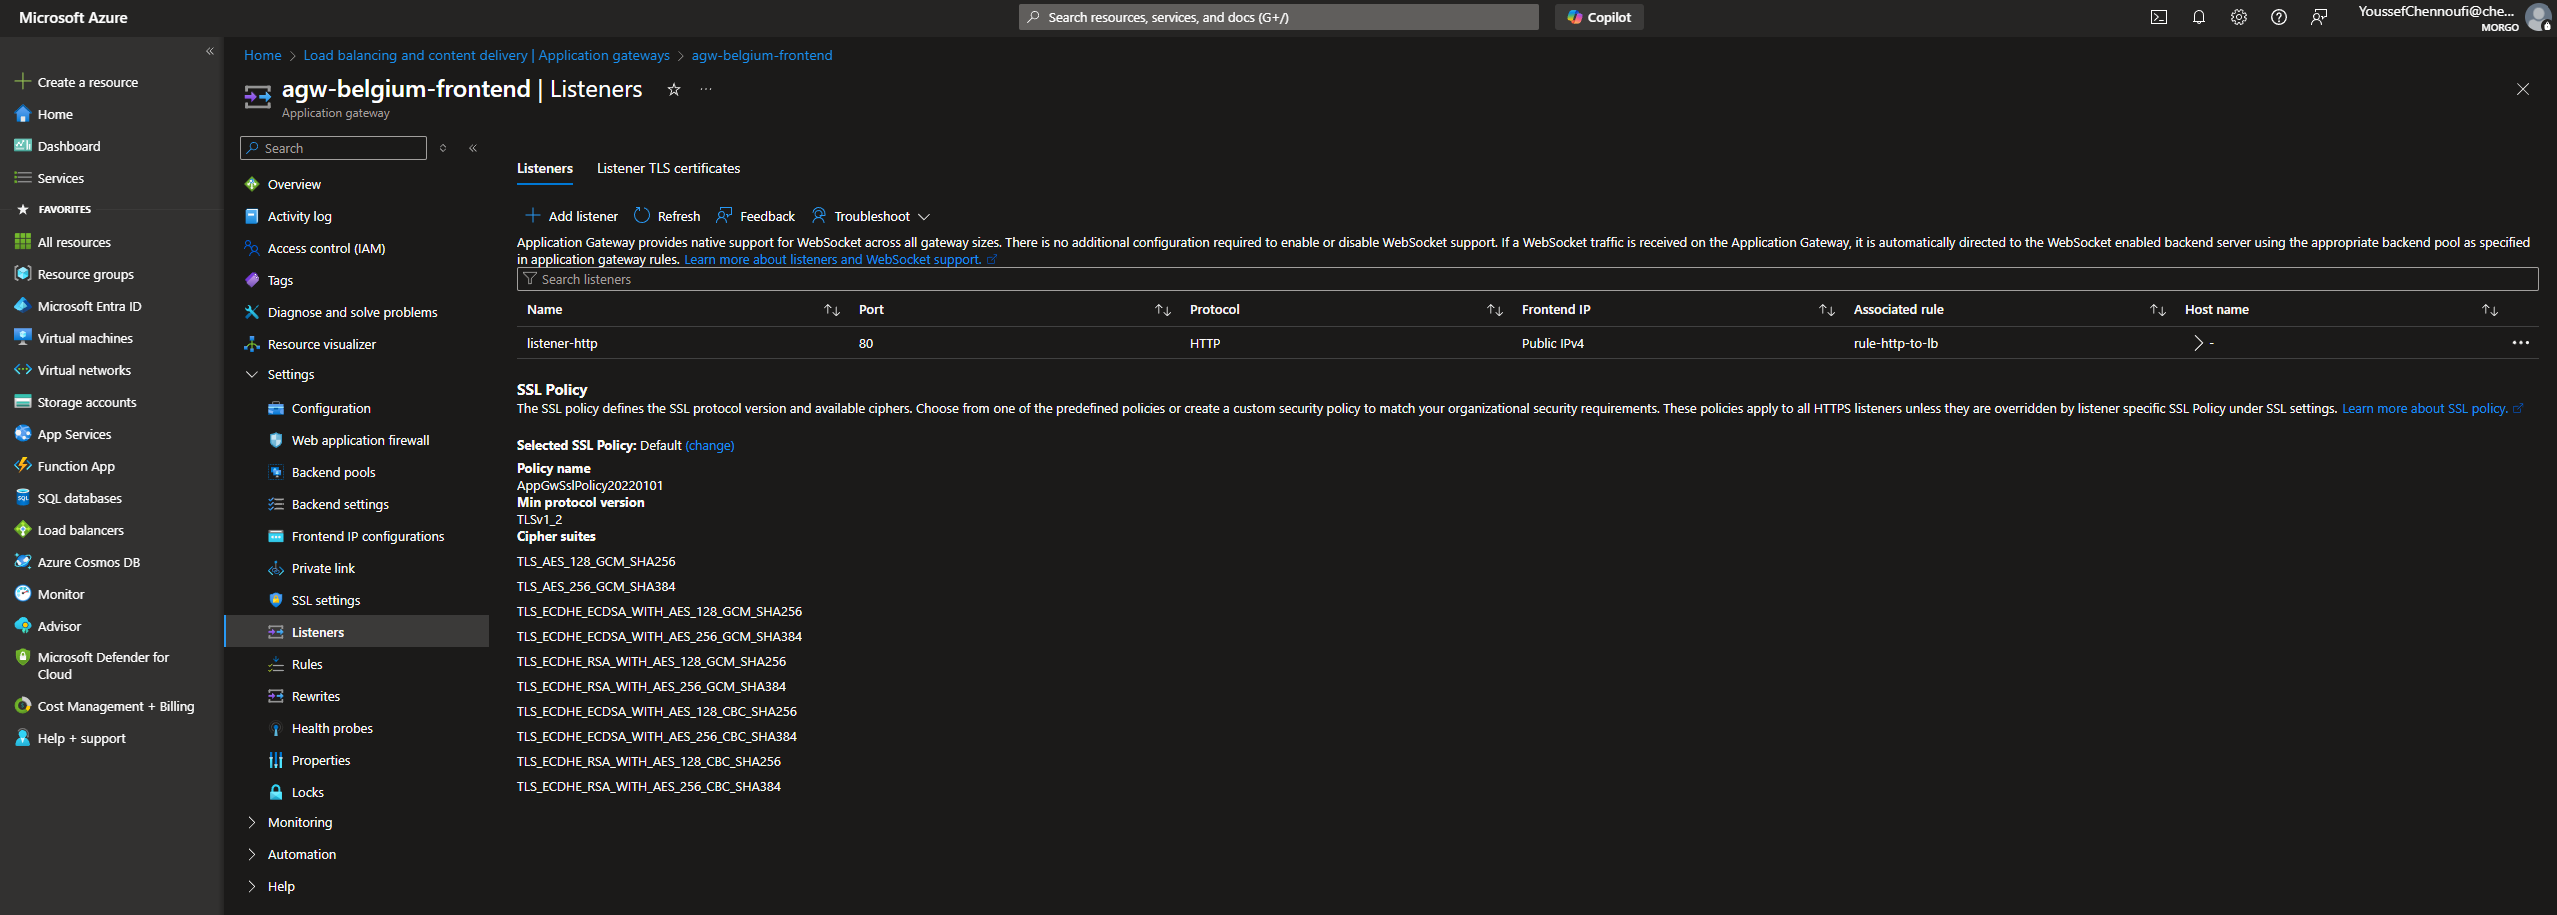 Microsoft Azure
Search resources, services, and docs (G+/)
Copilot
YoussefChennoufi@che...
MORGO
Create a resource
Home
Dashboard
Services
FAVORITES
All resources
Resource groups
Microsoft Entra ID
Virtual machines
Virtual networks
Storage accounts
App Services
Function App
SQL databases
Load balancers
Azure Cosmos DB
Monitor
Advisor
Microsoft Defender for
Cloud
Cost Management + Billing
Help + support
Home > Load balancing and content delivery | Application gateways > agw-belgium-frontend
agw-belgium-frontend | Listeners
Application gateway
Search
Overview
Activity log
Access control (IAM)
Tags
Diagnose and solve problems
Resource visualizer
Settings
Configuration
Web application firewall
Backend pools
Backend settings
Frontend IP configurations
Private link
SSL settings
Listeners
Rules
Rewrites
Health probes
Properties
Locks
Monitoring
Automation
Help
Listeners Listener TLS certificates
Add listener Refresh Feedback Troubleshoot
Application Gateway provides native support for WebSocket across all gateway sizes. There is no additional configuration required to enable or disable WebSocket support. If a WebSocket traffic is received on the Application Gateway, it is automatically directed to the WebSocket enabled backend server using the appropriate backend pool as specified
in application gateway rules. Learn more about listeners and WebSocket support.
Search listeners
Name Port Protocol Frontend IP Associated rule Host name
listener-http 80 HTTP Public IPv4 rule-http-to-lb > - ...
SSL Policy
The SSL policy defines the SSL protocol version and available ciphers. Choose from one of the predefined policies or create a custom security policy to match your organizational security requirements. These policies apply to all HTTPS listeners unless they are overridden by listener specific SSL Policy under SSL settings. Learn more about SSL policy.
Selected SSL Policy: Default (change)
Policy name
AppGwSslPolicy20220101
Min protocol version
TLSv1_2
Cipher suites
TLS_AES_128_GCM_SHA256
TLS_AES_256_GCM_SHA384
TLS_ECDHE_ECDSA_WITH_AES_128_GCM_SHA256
TLS_ECDHE_ECDSA_WITH_AES_256_GCM_SHA384
TLS_ECDHE_RSA_WITH_AES_128_GCM_SHA256
TLS_ECDHE_RSA_WITH_AES_256_GCM_SHA384
TLS_ECDHE_ECDSA_WITH_AES_128_CBC_SHA256
TLS_ECDHE_ECDSA_WITH_AES_256_CBC_SHA384
TLS_ECDHE_RSA_WITH_AES_128_CBC_SHA256
TLS_ECDHE_RSA_WITH_AES_256_CBC_SHA384